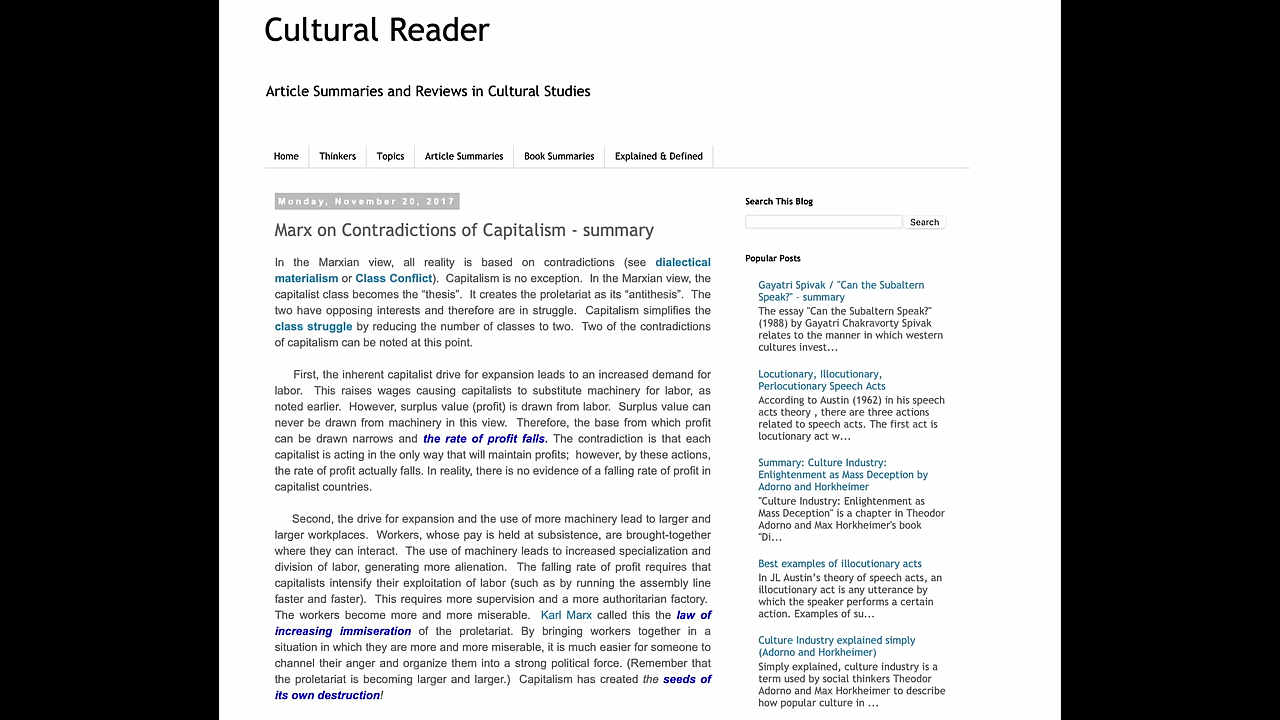 Cultural Reader
Article Summaries and Reviews in Cultural Studies
Home Thinkers Topics Article Summaries Book Summaries Explained & Defined
Monday, November 20, 2017
Marx on Contradictions of Capitalism - summary
In the Marxian view, all reality is based on contradictions (see dialectical
materialism or Class Conflict). Capitalism is no exception. In the Marxian view, the
capitalist class becomes the “thesis”. It creates the proletariat as its “antithesis”. The
two have opposing interests and therefore are in struggle. Capitalism simplifies the
class struggle by reducing the number of classes to two. Two of the contradictions
of capitalism can be noted at this point.
First, the inherent capitalist drive for expansion leads to an increased demand for
labor. This raises wages causing capitalists to substitute machinery for labor, as
noted earlier. However, surplus value (profit) is drawn from labor. Surplus value can
never be drawn from machinery in this view. Therefore, the base from which profit
can be drawn narrows and the rate of profit falls. The contradiction is that each
capitalist is acting in the only way that will maintain profits; however, by these actions,
the rate of profit actually falls. In reality, there is no evidence of a falling rate of profit in
capitalist countries.
Second, the drive for expansion and the use of more machinery lead to larger and
larger workplaces. Workers, whose pay is held at subsistence, are brought-together
where they can interact. The use of machinery leads to increased specialization and
division of labor, generating more alienation. The falling rate of profit requires that
capitalists intensify their exploitation of labor (such as by running the assembly line
faster and faster). This requires more supervision and a more authoritarian factory.
The workers become more and more miserable. Karl Marx called this the law of
increasing immiseration of the proletariat. By bringing workers together in a
situation in which they are more and more miserable, it is much easier for someone to
channel their anger and organize them into a strong political force. (Remember that
the proletariat is becoming larger and larger.) Capitalism has created the seeds of
its own destruction!
Search This Blog
Search
Popular Posts
Gayatri Spivak / "Can the Subaltern
Speak?" - summary
The essay "Can the Subaltern Speak?"
(1988) by Gayatri Chakravorty Spivak
relates to the manner in which western
cultures invest...
Locutionary, Illocutionary,
Perlocutionary Speech Acts
According to Austin (1962) in his speech
acts theory , there are three actions
related to speech acts. The first act is
locutionary act w...
Summary: Culture Industry:
Enlightenment as Mass Deception by
Adorno and Horkheimer
"Culture Industry: Enlightenment as
Mass Deception" is a chapter in Theodor
Adorno and Max Horkheimer's book
"Di...
Best examples of illocutionary acts
In JL Austin’s theory of speech acts, an
illocutionary act is any utterance by
which the speaker performs a certain
action. Examples of su...
Culture Industry explained simply
(Adorno and Horkheimer)
Simply explained, culture industry is a
term used by social thinkers Theodor
Adorno and Max Horkheimer to describe
how popular culture in ...